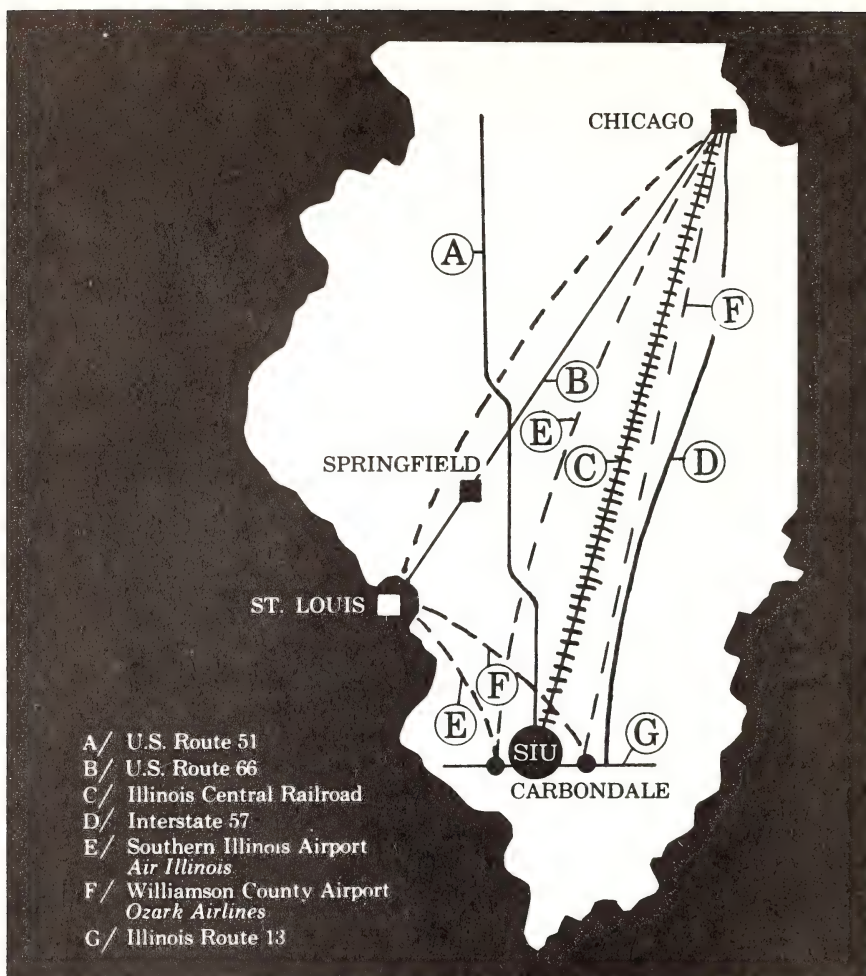 CHICAGO
A
F
B
E
SPRINGFIELD
C
D
ST. LOUIS
F
E
G
SIU
CARBONDALE
A/ U.S. Route 51
B/ U.S. Route 66
C/ Illinois Central Railroad
D/ Interstate 57
E/ Southern Illinois Airport
Air Illinois
F/ Williamson County Airport
Ozark Airlines
G/ Illinois Route 13